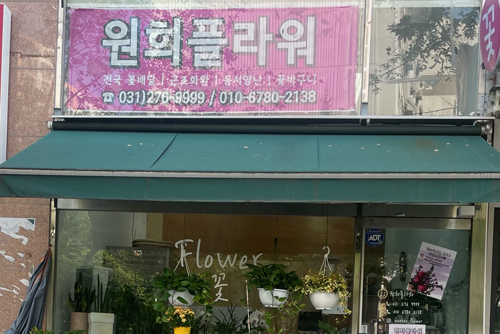 원희플라워
전국 꽃배달 | 근조화환 | 동서양난 | 꽃바구니
☎ 031)276-9999 / 010-6780-2138
꽃
Flower
꽃
ADT